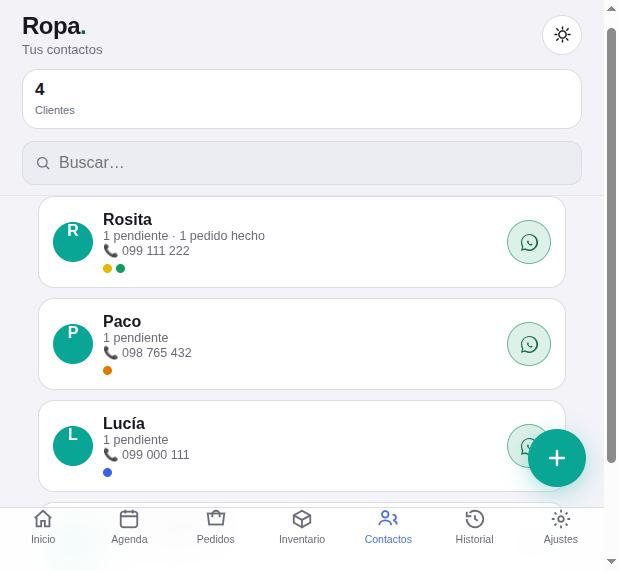 Ropa.
Tus contactos
4
Clientes
Buscar…
R
Rosita
1 pendiente · 1 pedido hecho
📞 099 111 222
P
Paco
1 pendiente
📞 098 765 432
L
Lucía
1 pendiente
📞 099 000 111
Inicio
Agenda
Pedidos
Inventario
Contactos
Historial
Ajustes